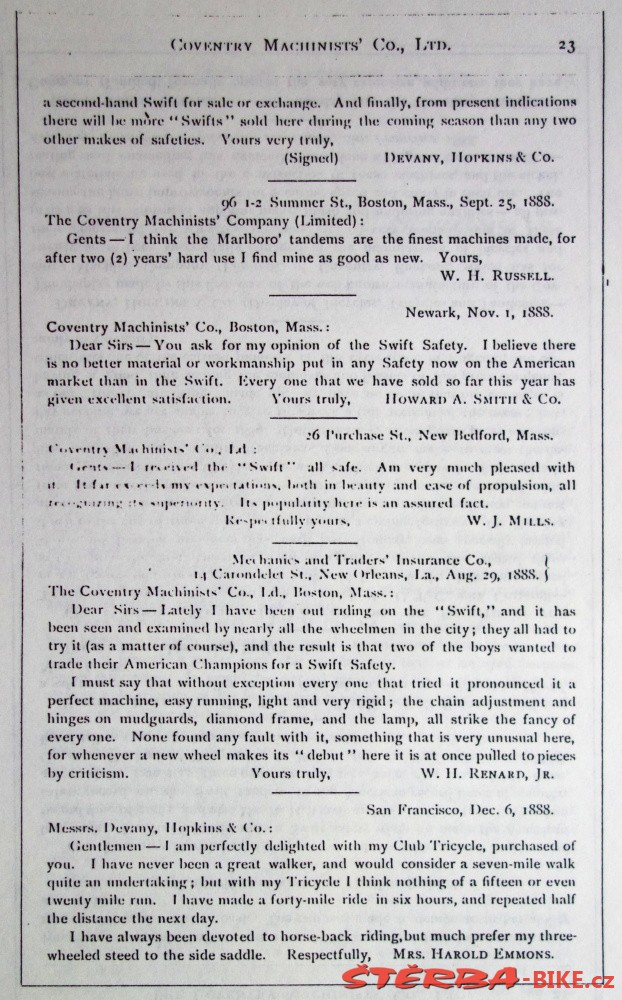 COVENTRY MACHINISTS' CO., LTD. 23
a second-hand Swift for sale or exchange. And finally, from present indications
there will be more "Swifts" sold here during the coming season than any two
other makes of safeties. Yours very truly,
(Signed) DEVANY, HOPKINS & CO.
96 1-2 Summer St., Boston, Mass., Sept. 25, 1888.
The Coventry Machinists' Company (Limited):
Gents — I think the Marlboro' tandems are the finest machines made, for
after two (2) years' hard use I find mine as good as new. Yours,
W. H. RUSSELL.
Newark, Nov. 1, 1888.
Coventry Machinists' Co., Boston, Mass.:
Dear Sirs — You ask for my opinion of the Swift Safety. I believe there
is no better material or workmanship put in any Safety now on the American
market than in the Swift. Every one that we have sold so far this year has
given excellent satisfaction. Yours truly, HOWARD A. SMITH & CO.
26 Purchase St., New Bedford, Mass.
Coventry Machinists' Co., Ld :
Gents — I received the "Swift" all safe. Am very much pleased with
it. It far exceeds my expectations, both in beauty and ease of propulsion, all
recognizing its superiority. Its popularity here is an assured fact.
Respectfully yours, W. J. MILLS.
Mechanics and Traders' Insurance Co., }
14 Carondelet St., New Orleans, La., Aug. 29, 1888. }
The Coventry Machinists' Co., Ld., Boston, Mass.:
Dear Sirs — Lately I have been out riding on the "Swift," and it has
been seen and examined by nearly all the wheelmen in the city; they all had to
try it (as a matter of course), and the result is that two of the boys wanted to
trade their American Champions for a Swift Safety.
I must say that without exception every one that tried it pronounced it a
perfect machine, easy running, light and very rigid; the chain adjustment and
hinges on mudguards, diamond frame, and the lamp, all strike the fancy of
every one. None found any fault with it, something that is very unusual here,
for whenever a new wheel makes its "debut" here it is at once pulled to pieces
by criticism. Yours truly, W. H. RENARD, JR.
San Francisco, Dec. 6, 1888.
Messrs. Devany, Hopkins & Co.:
Gentlemen — I am perfectly delighted with my Club Tricycle, purchased of
you. I have never been a great walker, and would consider a seven-mile walk
quite an undertaking; but with my Tricycle I think nothing of a fifteen or even
twenty mile run. I have made a forty-mile ride in six hours, and repeated half
the distance the next day.
I have always been devoted to horse-back riding, but much prefer my three-
wheeled steed to the side saddle. Respectfully, MRS. HAROLD EMMONS.
ŠTĚRBA-BIKE.cz